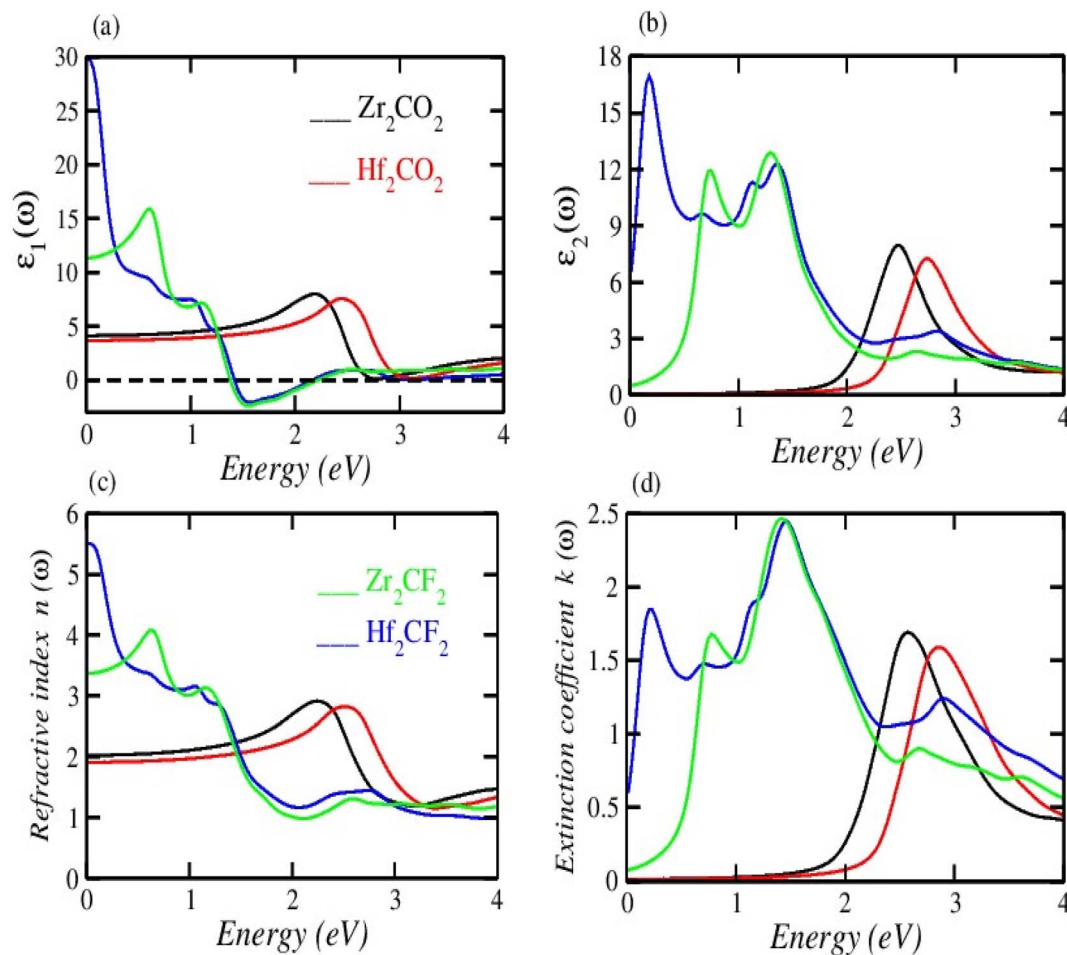 (a)
ε₁(ω)
30
25
20
15
10
5
0
Zr₂CO₂
Hf₂CO₂
0 1 2 3 4
Energy (eV)
(b)
ε₂(ω)
18
15
12
9
6
3
0
0 1 2 3 4
Energy (eV)
(c)
Refractive index n (ω)
6
5
4
3
2
1
0
Zr₂CF₂
Hf₂CF₂
0 1 2 3 4
Energy (eV)
(d)
Extinction coefficient k (ω)
2.5
2
1.5
1
0.5
0
0 1 2 3 4
Energy (eV)